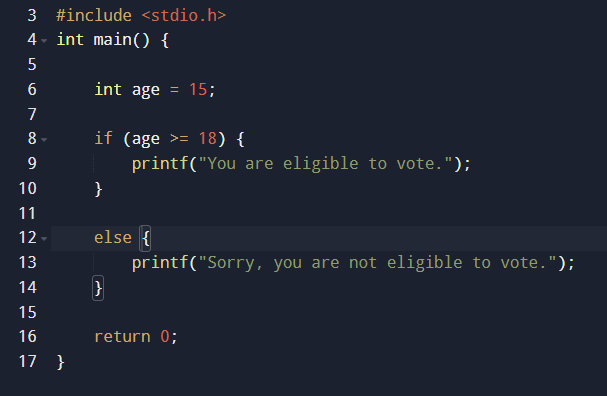 3 #include <stdio.h>
4 int main() {
5
6     int age = 15;
7
8     if (age >= 18) {
9         printf("You are eligible to vote.");
10     }
11
12     else {
13         printf("Sorry, you are not eligible to vote.");
14     }
15
16     return 0;
17 }